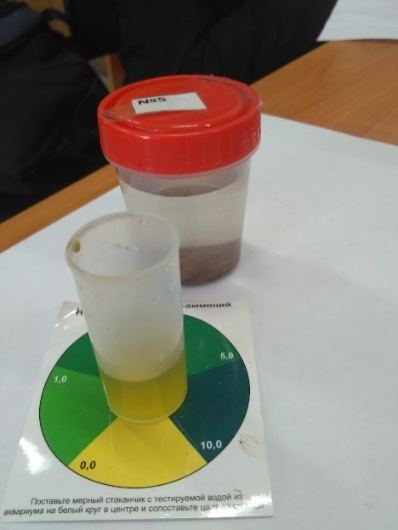 №5
аммоний
5,0
1,0
10,0
0,0
Поставьте мерный стаканчик с тестируемой водой из
аквариума на белый круг в центре и сопоставьте цвет